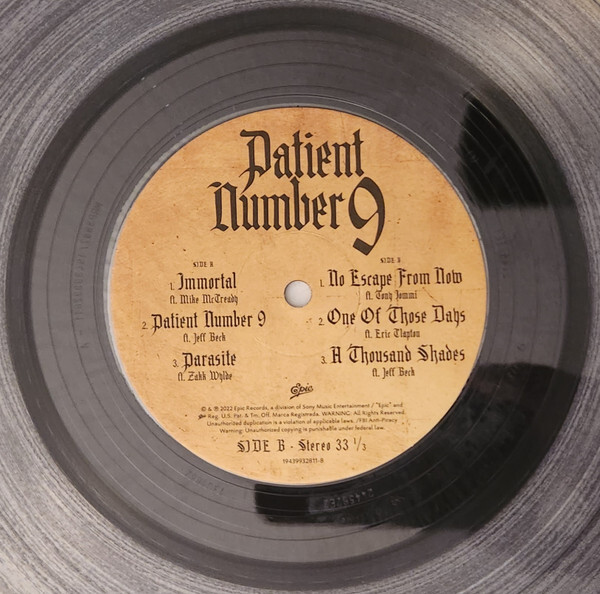 Patient
Number 9
SIDE A
1. Immortal
ft. Mike McTready
2. Patient Number 9
ft. Jeff Beck
3. Parasite
ft. Zakk Wylde
SIDE B
1. No Escape From Now
ft. Tony Iommi
2. One Of Those Days
ft. Eric Clapton
3. A Thousand Shades
ft. Jeff Beck
Epic
© & ℗ 2022 Epic Records, a division of Sony Music Entertainment / "Epic" and
Reg. U.S. Pat. & Tm. Off. Marca Registrada. WARNING: All Rights Reserved.
Unauthorized duplication is a violation of applicable laws. /FBI Anti-Piracy
Warning: Unauthorized copying is punishable under federal law.
SIDE B - Stereo 33 1/3
19439932811-B